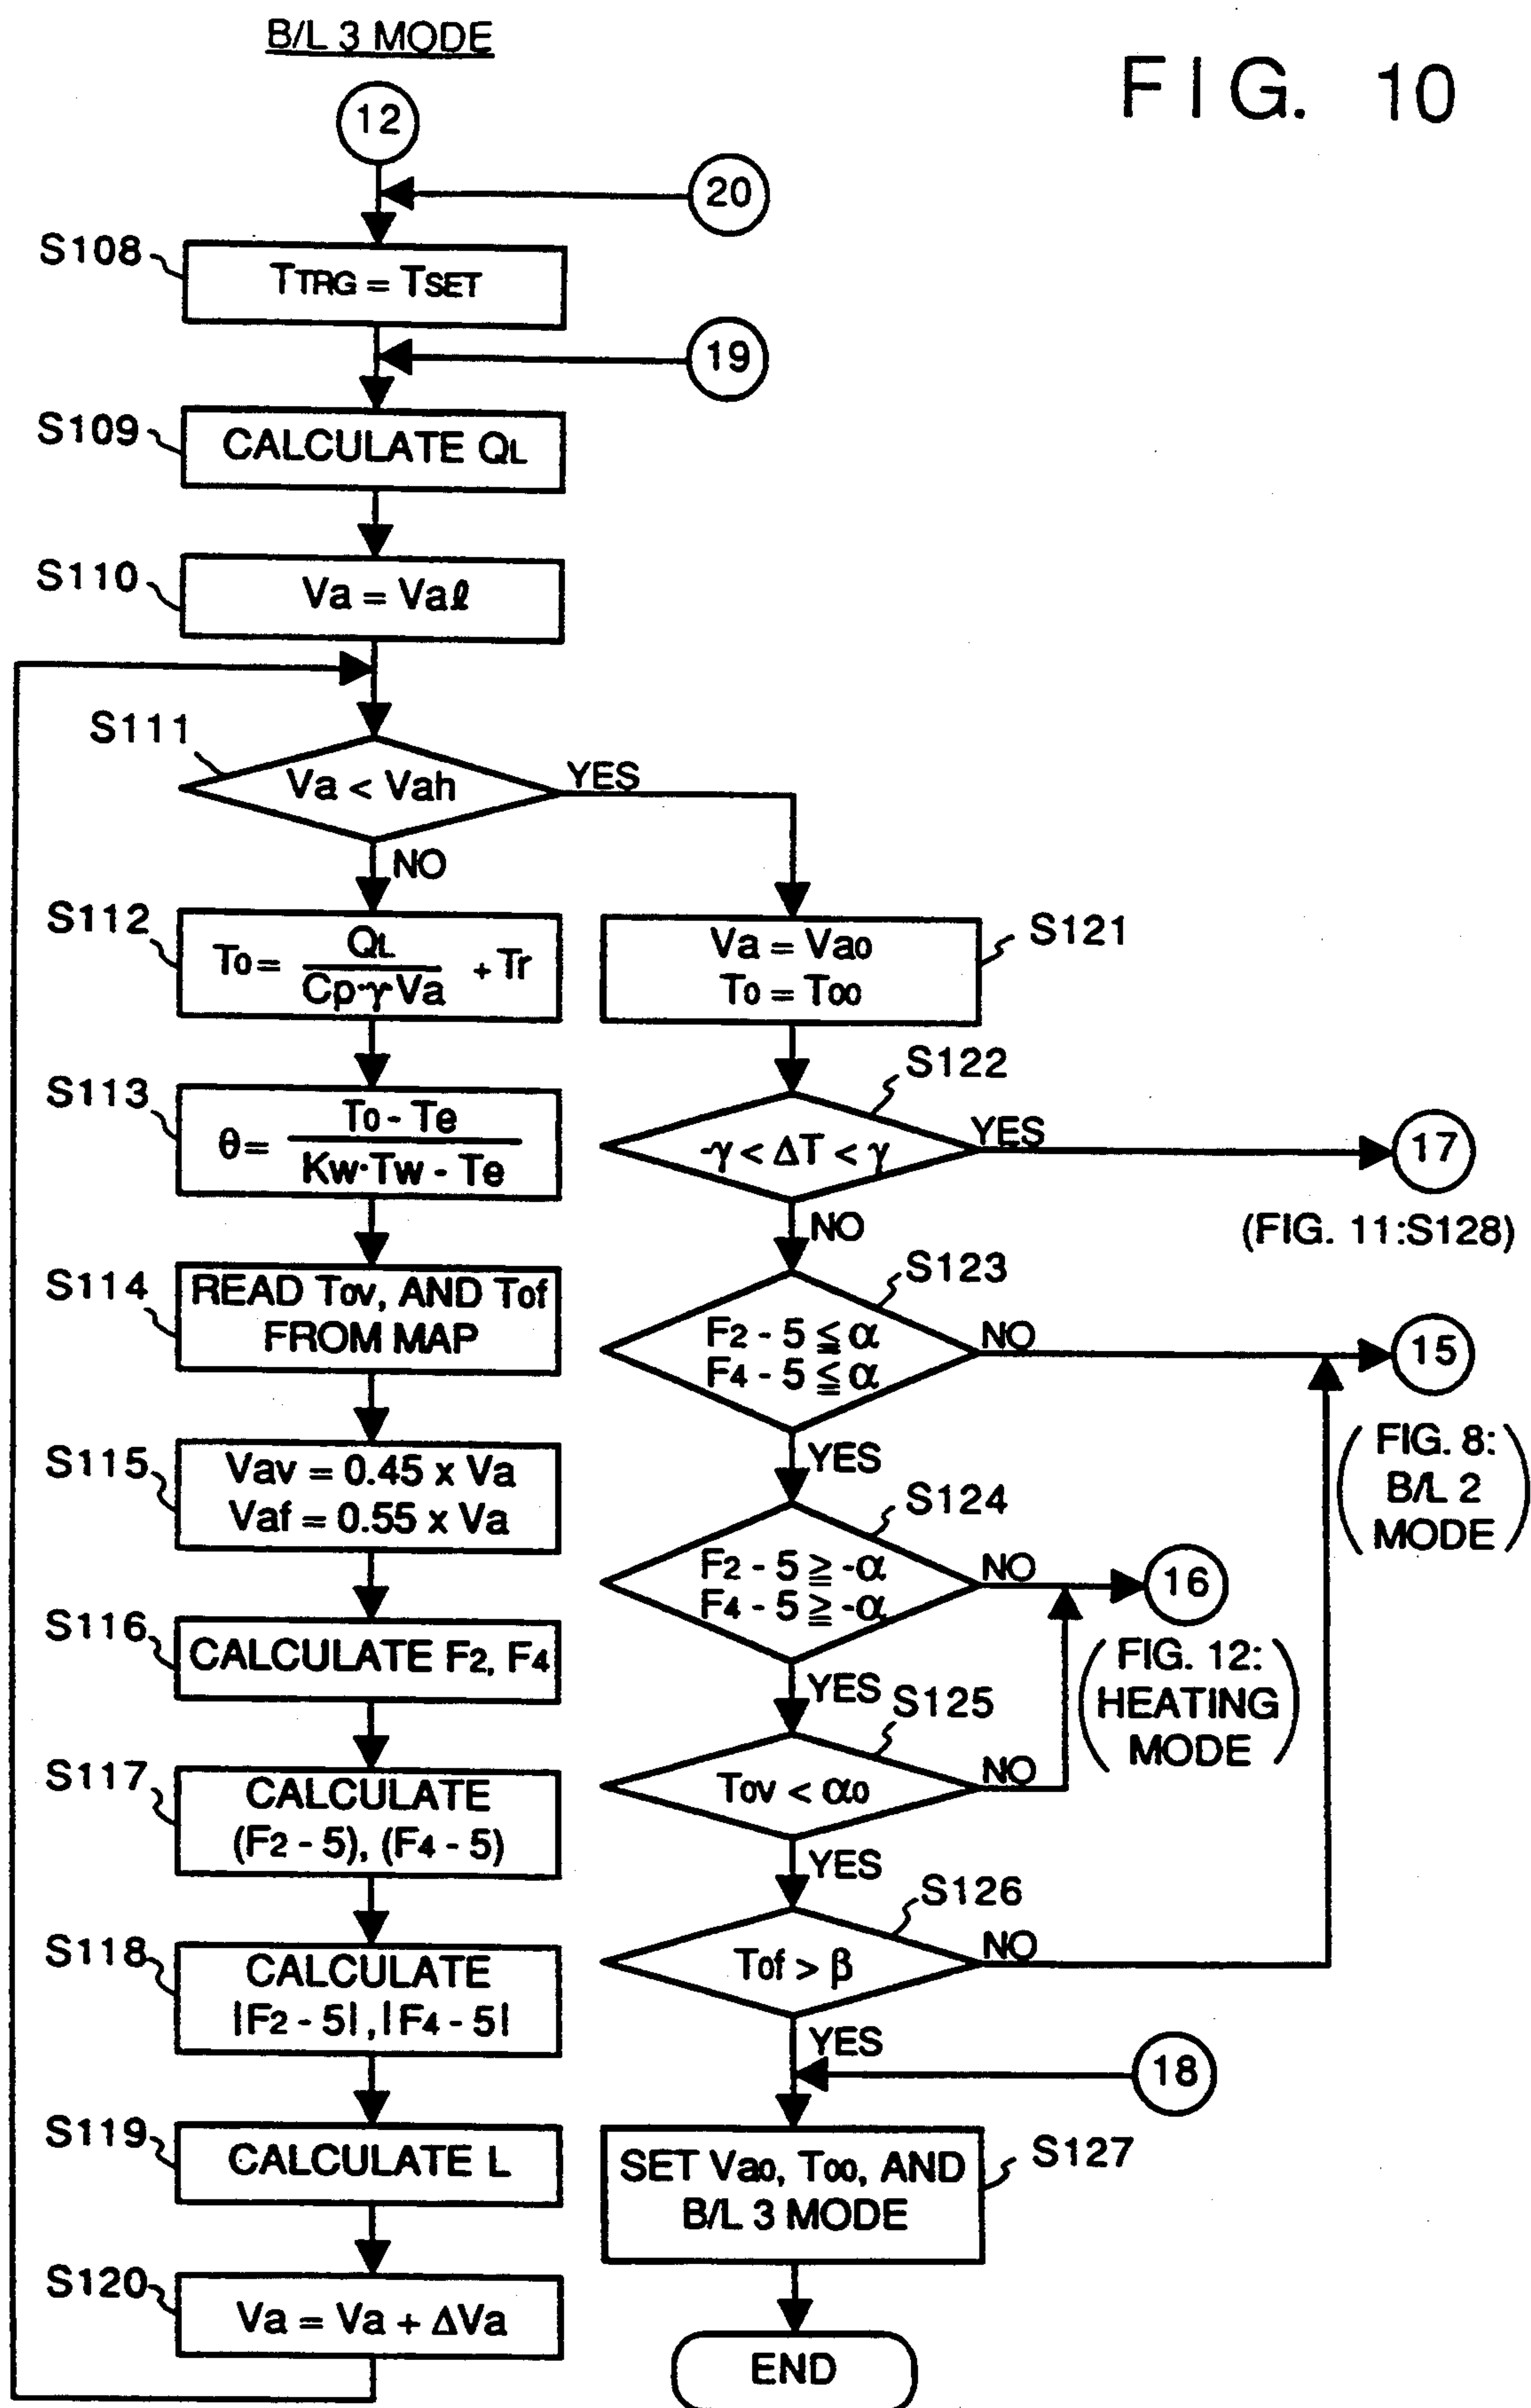 B/L 3 MODE
FIG. 10
12
20
S108
TTRG = TSET
19
S109
CALCULATE QL
S110
Va = Vaℓ
S111
Va < Vah
YES
NO
S112
To = QL / Cp·γ·Va + Tr
S113
θ = To - Te / Kw·Tw - Te
S114
READ Tov, AND Tof
FROM MAP
S115
Vav = 0.45 x Va
Vaf = 0.55 x Va
S116
CALCULATE F2, F4
S117
CALCULATE
(F2 - 5), (F4 - 5)
S118
CALCULATE
|F2 - 5|, |F4 - 5|
S119
CALCULATE L
S120
Va = Va + ΔVa
S121
Va = Vao
To = Too
S122
-γ < ΔT < γ
YES
17
(FIG. 11:S128)
NO
S123
F2 - 5 ≦ α
F4 - 5 ≦ α
NO
15
(FIG. 8:
B/L 2
MODE)
YES
S124
F2 - 5 ≧ -α
F4 - 5 ≧ -α
NO
16
(FIG. 12:
HEATING
MODE)
YES
S125
Tov < αo
NO
YES
S126
Tof > β
NO
YES
18
S127
SET Vao, Too, AND
B/L 3 MODE
END